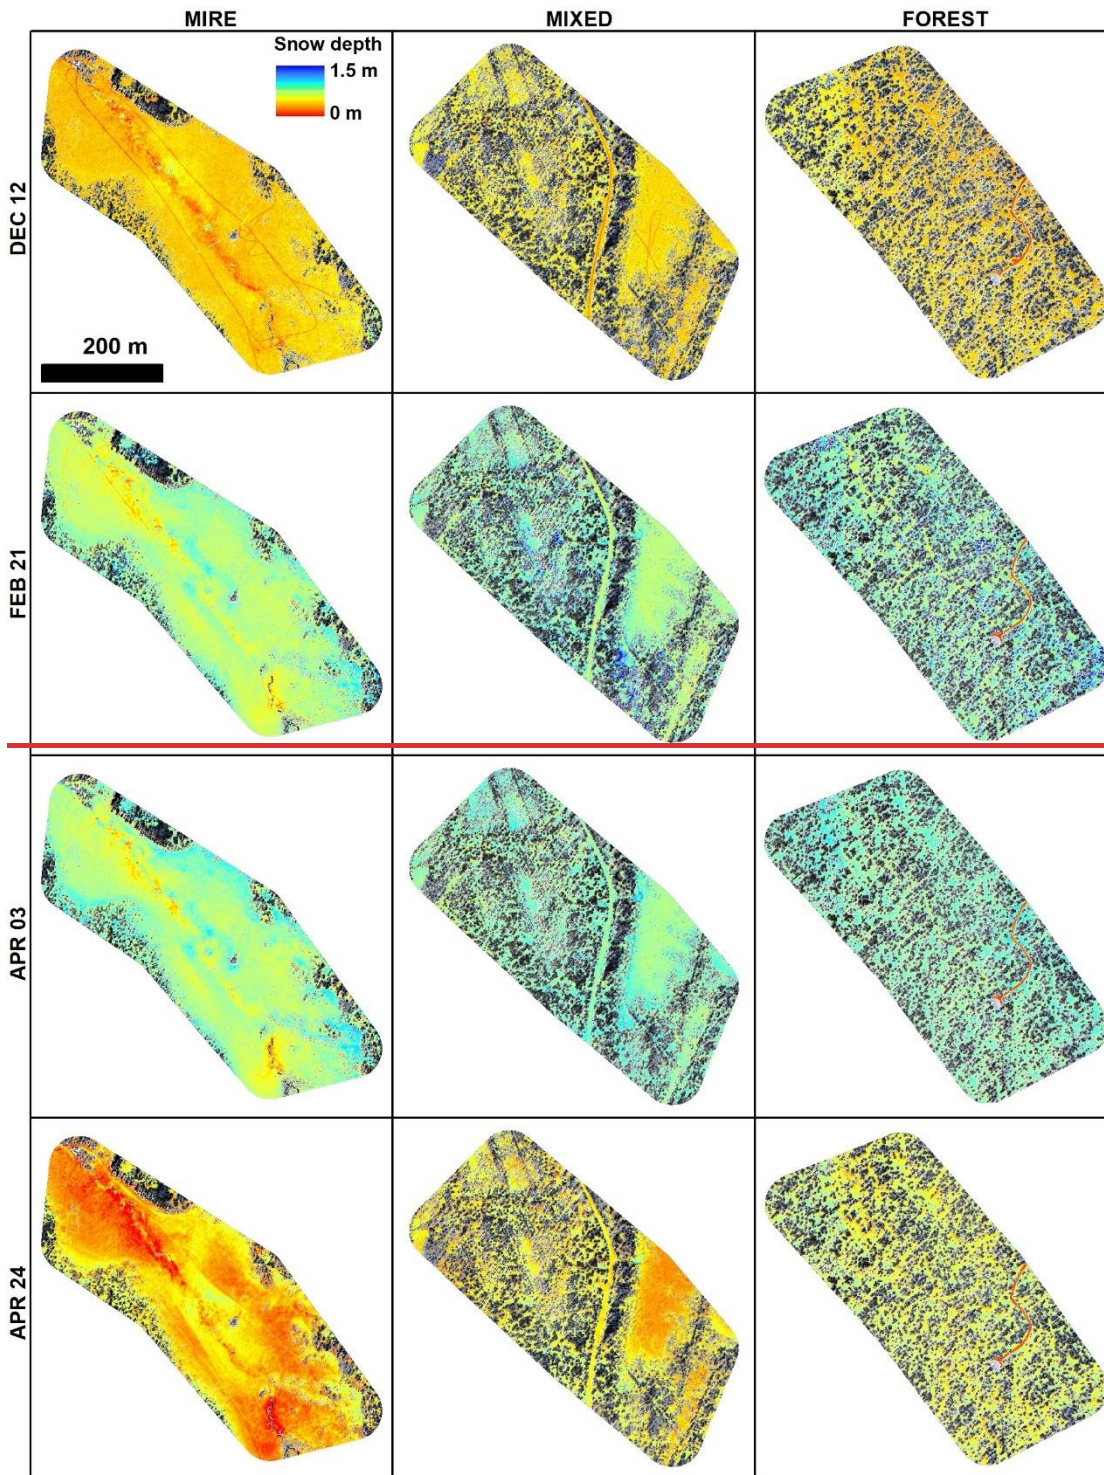 MIRE MIXED FOREST
Snow depth
1.5 m
0 m
DEC 12
200 m
FEB 21
APR 03
APR 24